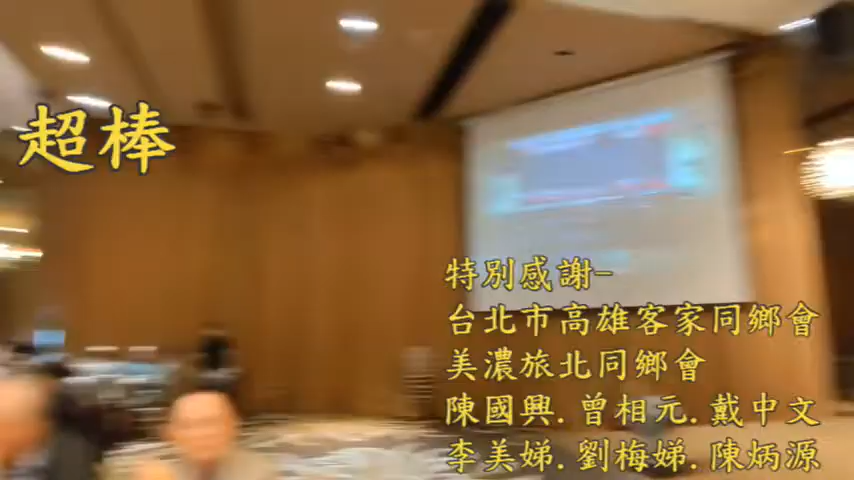 超棒
特別感謝-
台北市高雄客家同鄉會
美濃旅北同鄉會
陳國興.曾相元.戴中文
李美娣.劉梅娣.陳炳源